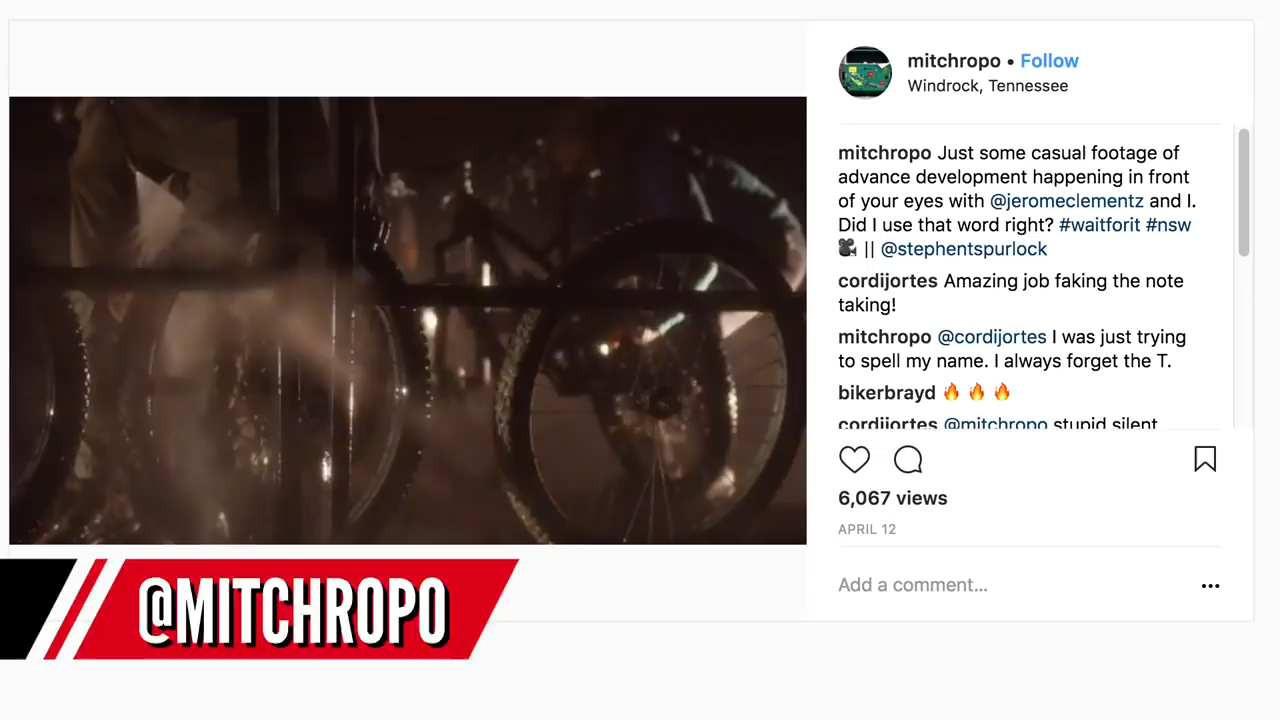 mitchropo • Follow
Windrock, Tennessee
mitchropo Just some casual footage of
advance development happening in front
of your eyes with @jeromeclementz and I.
Did I use that word right? #waitforit #nsw
🎥 || @stephentspurlock
cordijortes Amazing job faking the note
taking!
mitchropo @cordijortes I was just trying
to spell my name. I always forget the T.
bikerbrayd 🔥 🔥 🔥
cordijortes @mitchropo stupid silent
6,067 views
APRIL 12
Add a comment...
@MITCHROPO